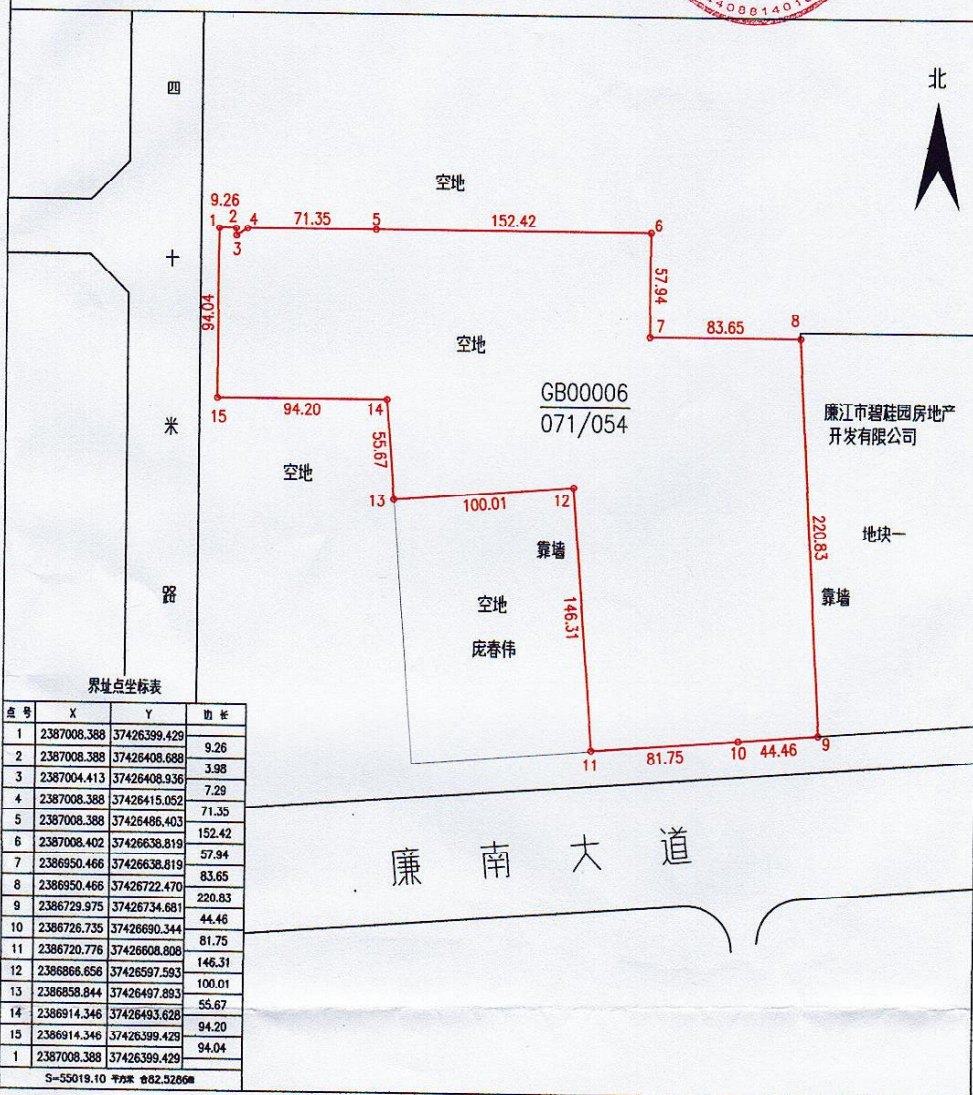 4088140
北
四
十
米
路
空地
9.26
1
2
3
4
71.35
5
152.42
6
94.04
57.94
7
83.65
8
空地
GB00006
071/054
15
94.20
14
廉江市碧桂园房地产
开发有限公司
55.67
空地
13
100.01
12
靠墙
220.83
地块一
靠墙
空地
146.31
庞春伟
11
81.75
10
44.46
9
廉南大道
界址点坐标表
点号 X Y 边长
1 2387008.388 37426399.429
9.26
2 2387008.388 37426408.688
3.98
3 2387004.413 37426408.936
7.29
4 2387008.388 37426415.052
71.35
5 2387008.388 37426486.403
152.42
6 2387008.402 37426638.819
57.94
7 2386950.466 37426638.819
83.65
8 2386950.466 37426722.470
220.83
9 2386729.975 37426734.681
44.46
10 2386726.735 37426690.344
81.75
11 2386720.776 37426608.808
146.31
12 2386866.656 37426597.593
100.01
13 2386858.844 37426497.893
55.67
14 2386914.346 37426493.628
94.20
15 2386914.346 37426399.429
94.04
1 2387008.388 37426399.429
S=55019.10 平方米 合82.5286亩